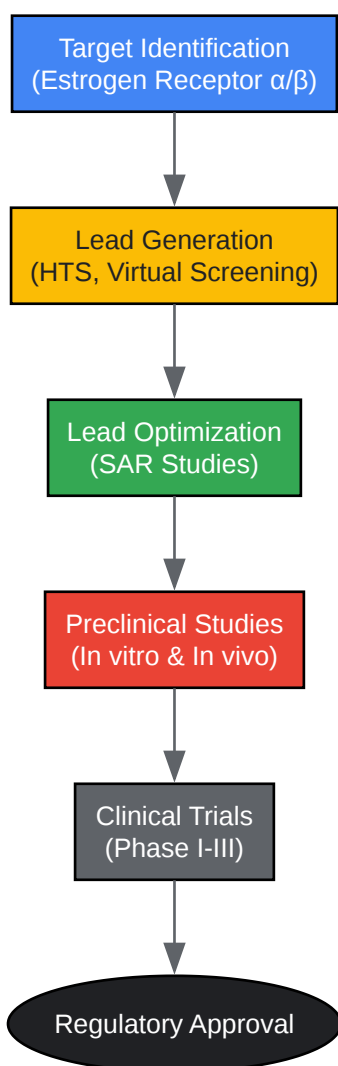 Target Identification
(Estrogen Receptor α/β)
Lead Generation
(HTS, Virtual Screening)
Lead Optimization
(SAR Studies)
Preclinical Studies
(In vitro & In vivo)
Clinical Trials
(Phase I-III)
Regulatory Approval